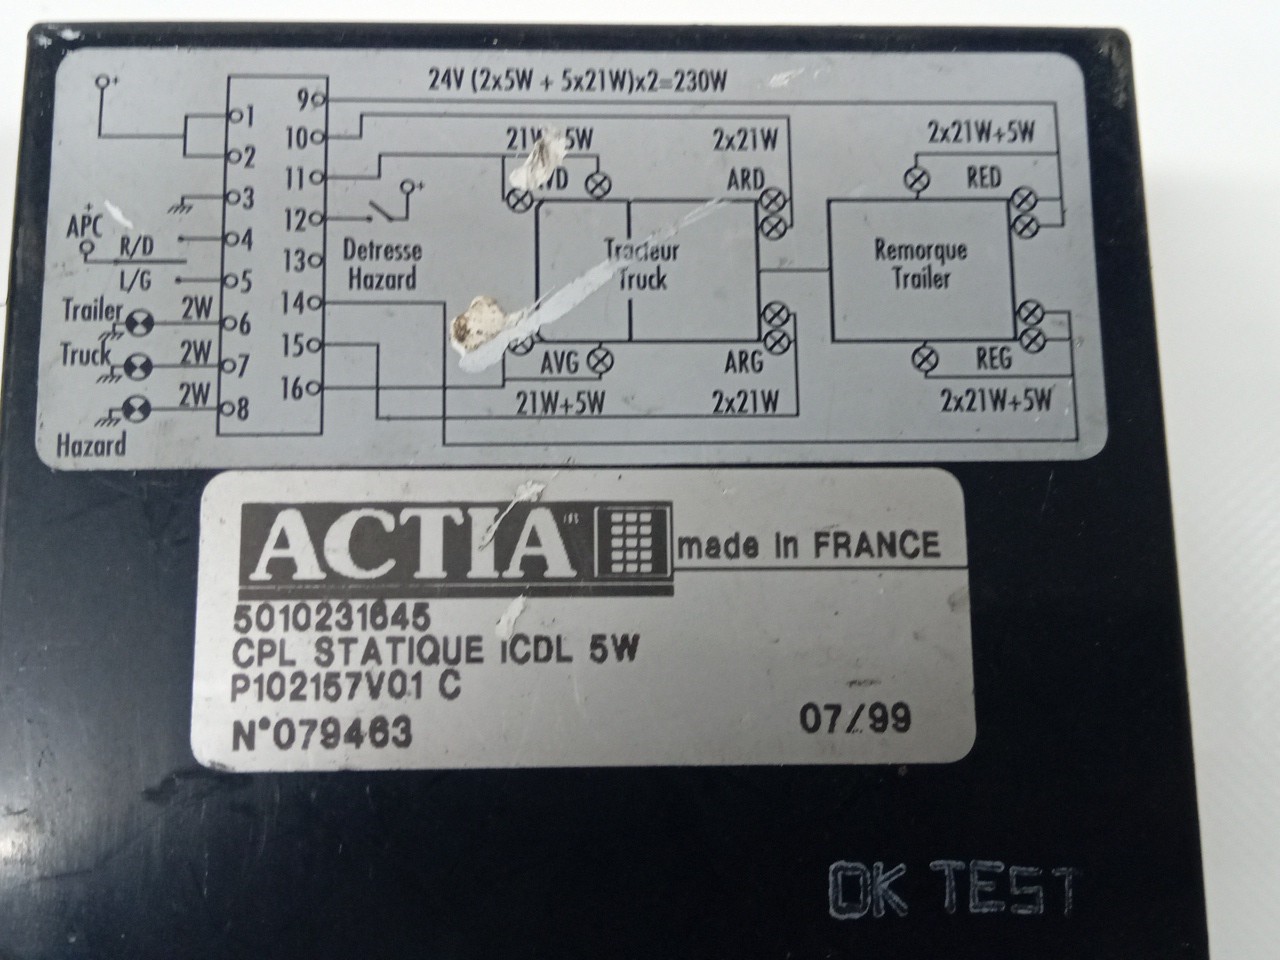 24V (2x5W + 5x21W)x2=230W
1
2
3
4
5
6
7
8
9
10
11
12
13
14
15
16
+
+
APC
R/D
L/G
Trailer
2W
Truck
2W
2W
Hazard
+
Detresse
Hazard
21W+5W
2x21W
2x21W+5W
ARD
RED
Tracteur
Truck
Remorque
Trailer
AVG
ARG
REG
21W+5W
2x21W
2x21W+5W
ACTIA
made in FRANCE
5010231645
CPL STATIQUE ICDL 5W
P102157V01 C
N°079463
07/99
OK TEST